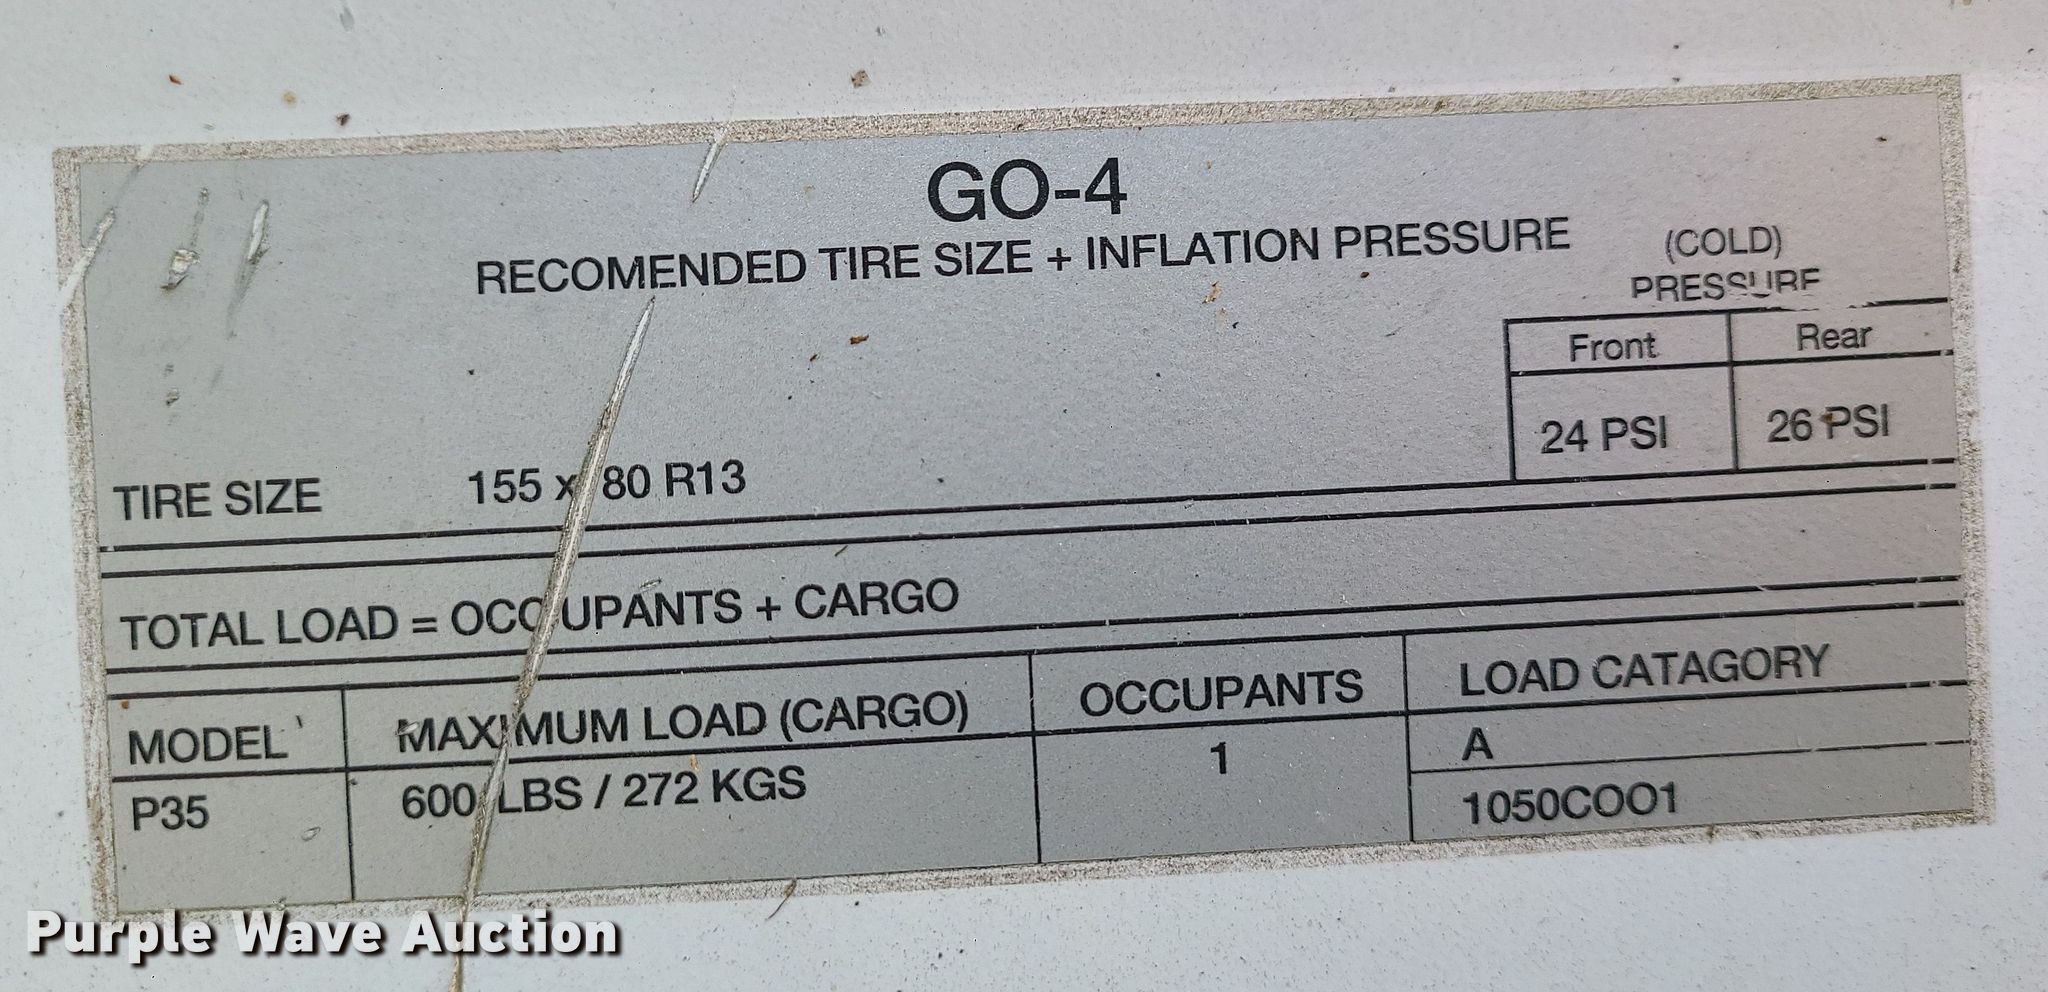 GO-4
RECOMENDED TIRE SIZE + INFLATION PRESSURE
(COLD)
PRESSURE
Front Rear
24 PSI 26 PSI
TIRE SIZE 155 x 80 R13
TOTAL LOAD = OCCUPANTS + CARGO
MODEL MAXIMUM LOAD (CARGO) OCCUPANTS LOAD CATAGORY
P35 600 LBS / 272 KGS 1 A
1050COO1
Purple Wave Auction